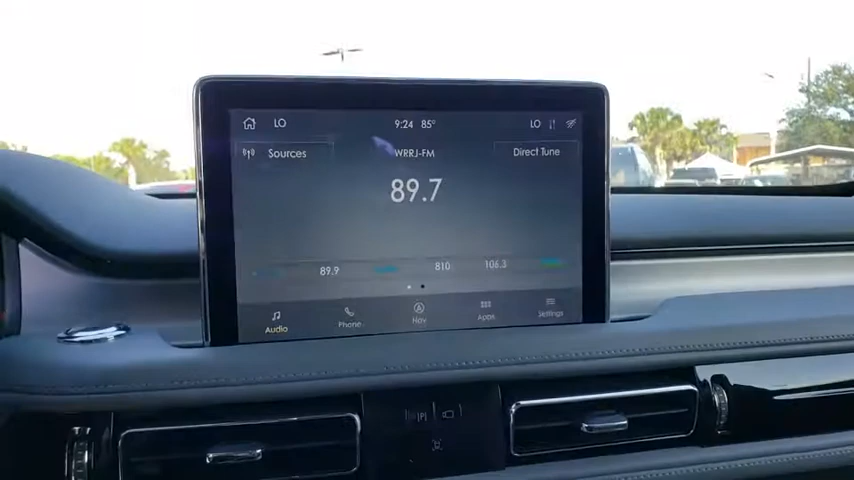 LO 9:24 85° LO
Sources WRRJ-FM Direct Tune
89.7
89.9 810 106.3
Audio Phone Nav Apps Settings